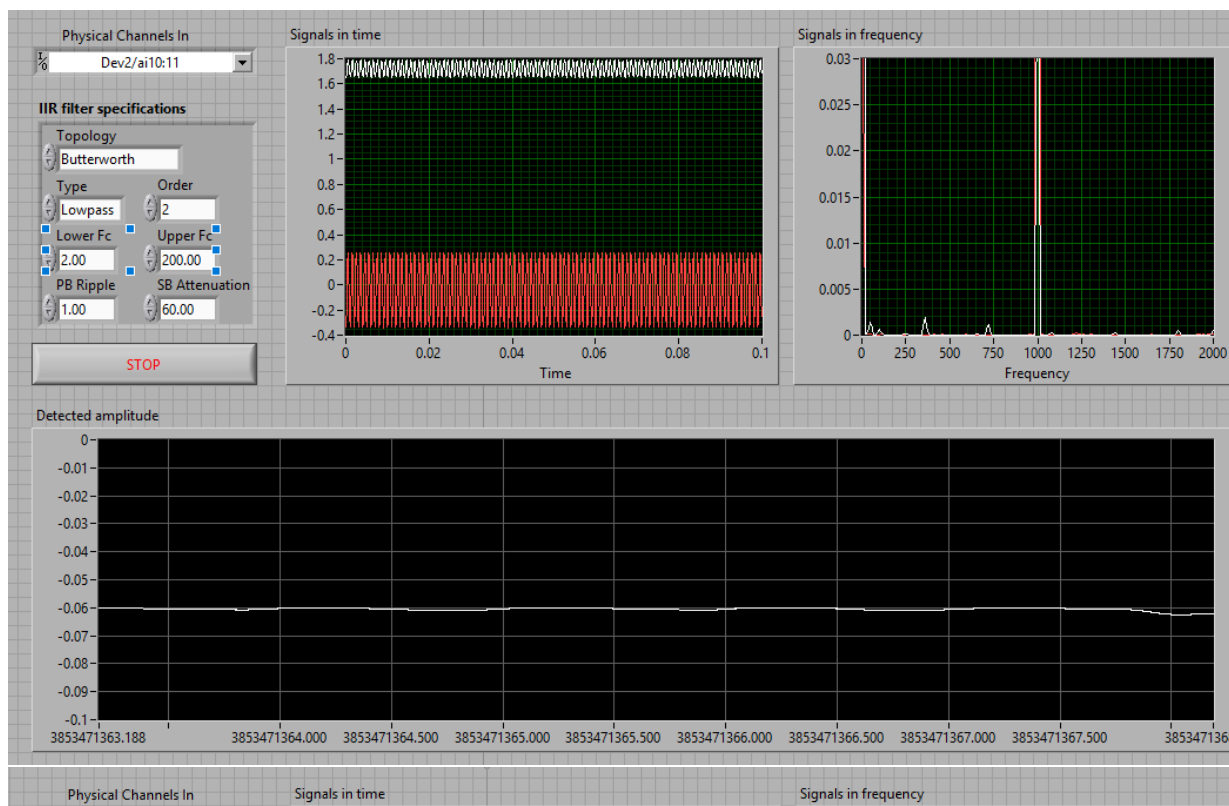 Physical Channels In
I/O Dev2/ai10:11
IIR filter specifications
Topology
Butterworth
Type Order
Lowpass 2
Lower Fc Upper Fc
2.00 200.00
PB Ripple SB Attenuation
1.00 60.00
STOP
Signals in time
1.8
1.6
1.4
1.2
1
0.8
0.6
0.4
0.2
0
-0.2
-0.4
0 0.02 0.04 0.06 0.08 0.1
Time
Signals in frequency
0.03
0.025
0.02
0.015
0.01
0.005
0
0 250 500 750 1000 1250 1500 1750 2000
Frequency
Detected amplitude
0
-0.01
-0.02
-0.03
-0.04
-0.05
-0.06
-0.07
-0.08
-0.09
-0.1
3853471363.188 3853471364.000 3853471364.500 3853471365.000 3853471365.500 3853471366.000 3853471366.500 3853471367.000 3853471367.500 385347136
Physical Channels In Signals in time Signals in frequency